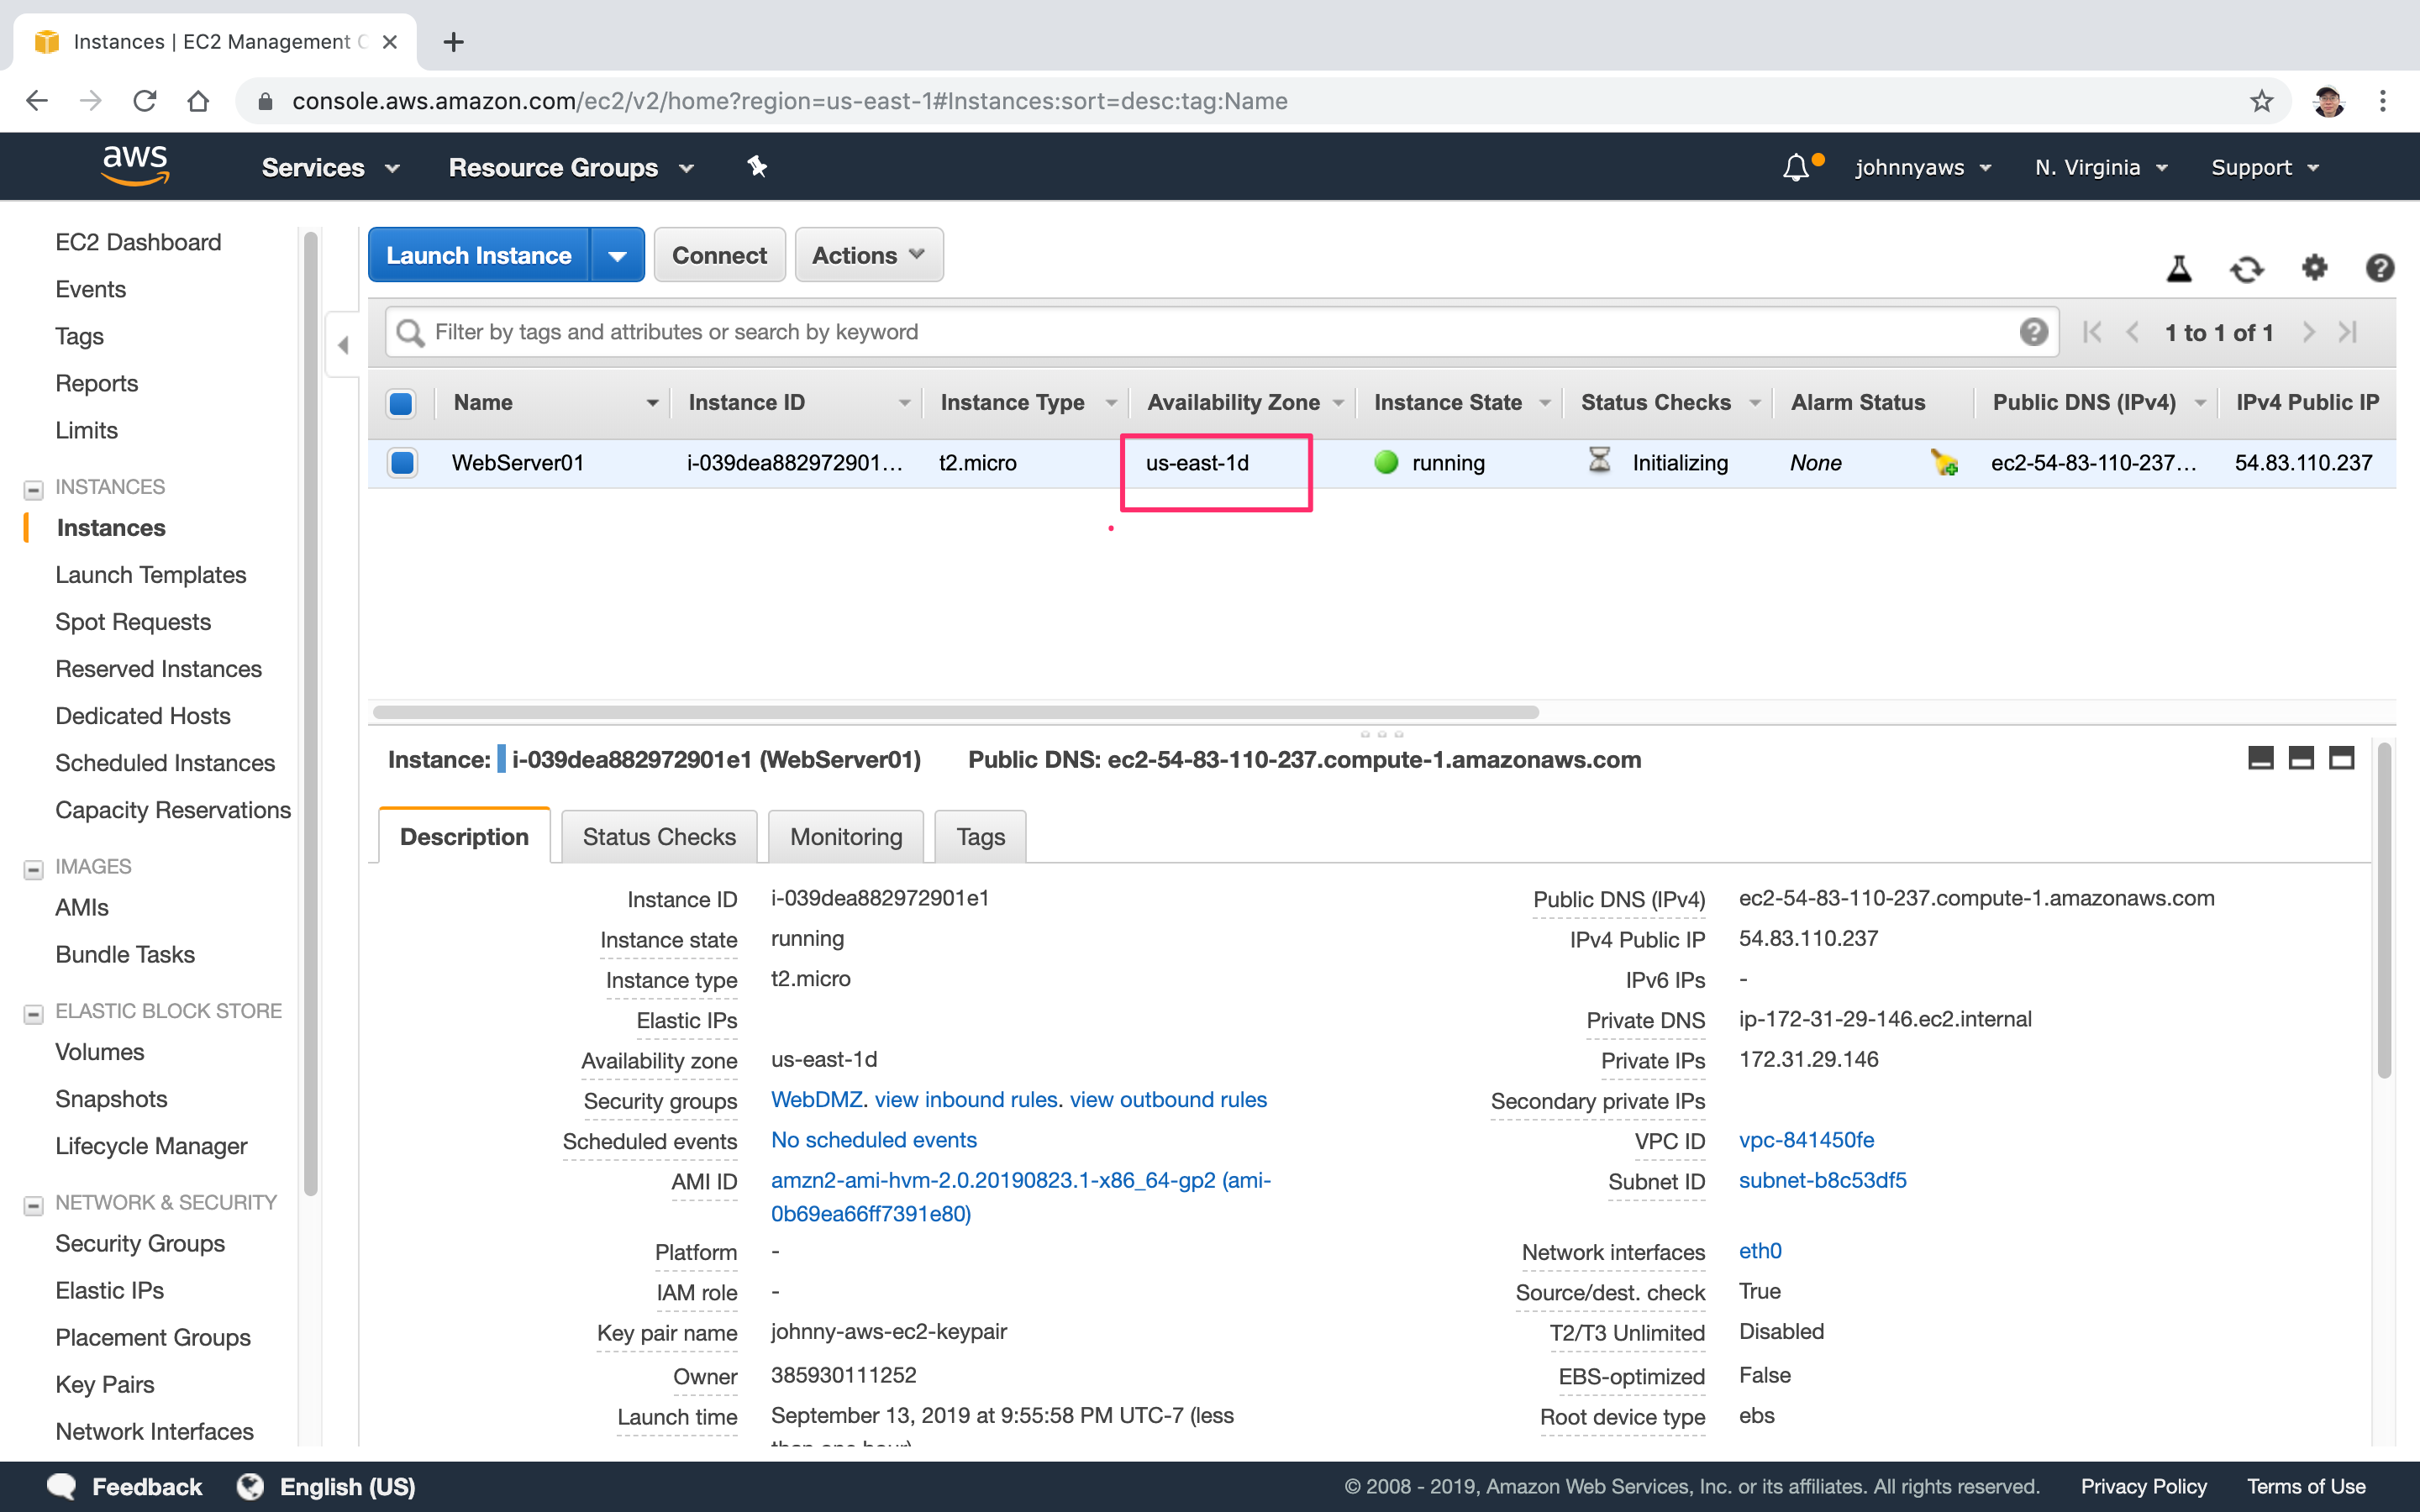 Instances | EC2 Management C
console.aws.amazon.com/ec2/v2/home?region=us-east-1#Instances:sort=desc:tag:Name
aws Services Resource Groups johnnyaws N. Virginia Support
EC2 Dashboard
Events
Tags
Reports
Limits
INSTANCES
Instances
Launch Templates
Spot Requests
Reserved Instances
Dedicated Hosts
Scheduled Instances
Capacity Reservations
IMAGES
AMIs
Bundle Tasks
ELASTIC BLOCK STORE
Volumes
Snapshots
Lifecycle Manager
NETWORK & SECURITY
Security Groups
Elastic IPs
Placement Groups
Key Pairs
Network Interfaces
Launch Instance Connect Actions
Filter by tags and attributes or search by keyword 1 to 1 of 1
Name Instance ID Instance Type Availability Zone Instance State Status Checks Alarm Status Public DNS (IPv4) IPv4 Public IP
WebServer01 i-039dea882972901... t2.micro us-east-1d running Initializing None ec2-54-83-110-237... 54.83.110.237
Instance: i-039dea882972901e1 (WebServer01) Public DNS: ec2-54-83-110-237.compute-1.amazonaws.com
Description Status Checks Monitoring Tags
Instance ID i-039dea882972901e1
Instance state running
Instance type t2.micro
Elastic IPs
Availability zone us-east-1d
Security groups WebDMZ. view inbound rules. view outbound rules
Scheduled events No scheduled events
AMI ID amzn2-ami-hvm-2.0.20190823.1-x86_64-gp2 (ami-
0b69ea66ff7391e80)
Platform -
IAM role -
Key pair name johnny-aws-ec2-keypair
Owner 385930111252
Launch time September 13, 2019 at 9:55:58 PM UTC-7 (less
than one hour)
Public DNS (IPv4) ec2-54-83-110-237.compute-1.amazonaws.com
IPv4 Public IP 54.83.110.237
IPv6 IPs -
Private DNS ip-172-31-29-146.ec2.internal
Private IPs 172.31.29.146
Secondary private IPs
VPC ID vpc-841450fe
Subnet ID subnet-b8c53df5
Network interfaces eth0
Source/dest. check True
T2/T3 Unlimited Disabled
EBS-optimized False
Root device type ebs
Feedback English (US) © 2008 - 2019, Amazon Web Services, Inc. or its affiliates. All rights reserved. Privacy Policy Terms of Use